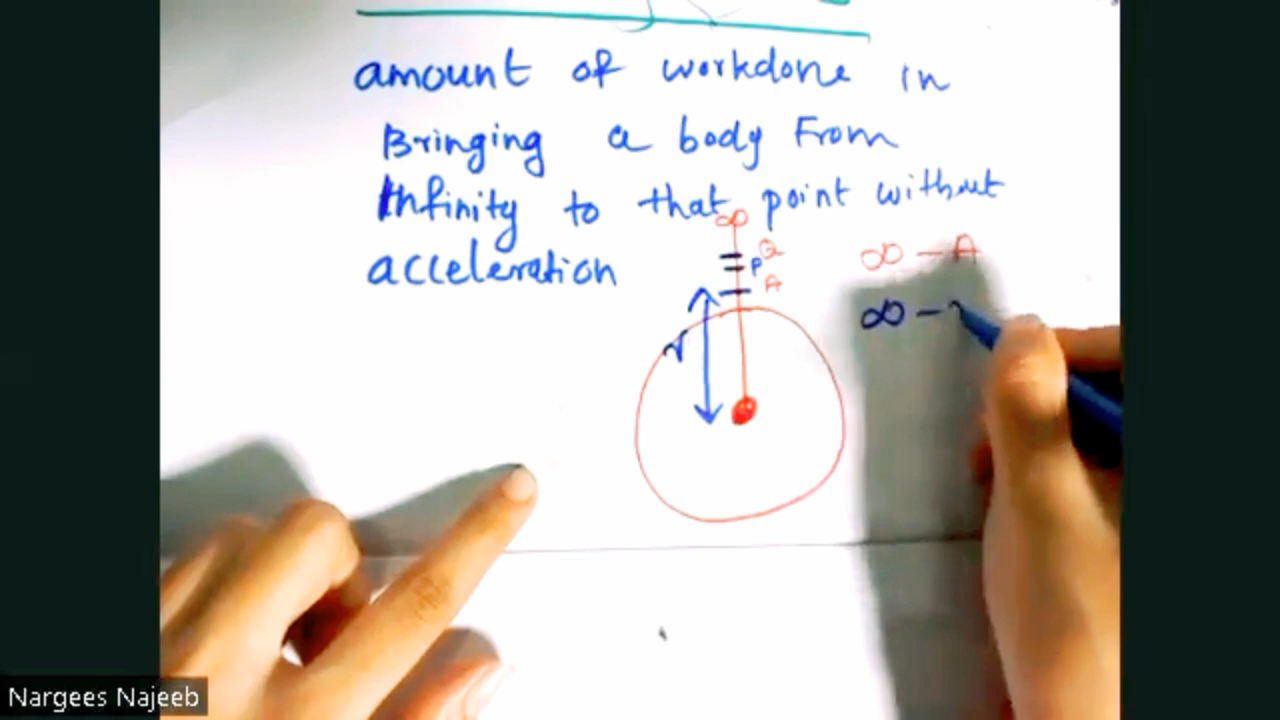 amount of workdone in
Bringing a body From
Infinity to that point without
acceleration
∞
Q
P
A
r
∞ - A
∞ -
Nargees Najeeb